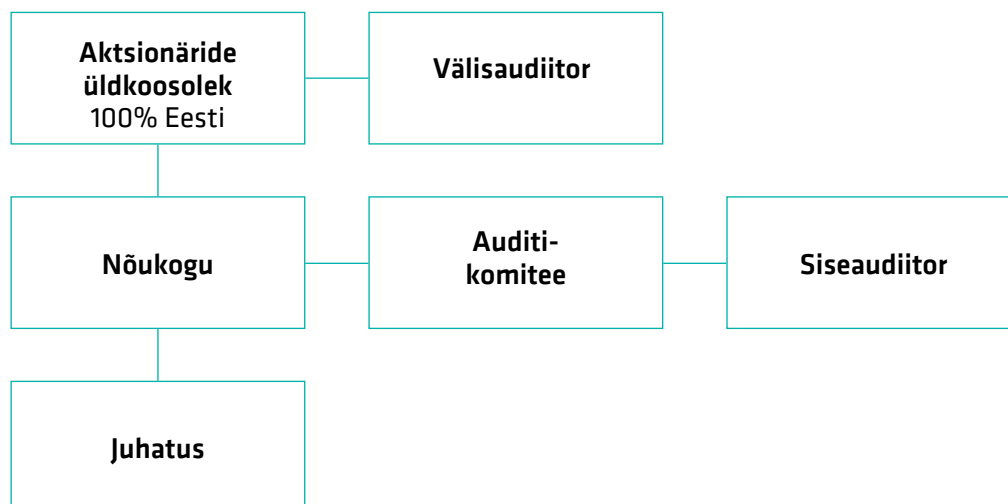 Aktsionäride
üldkoosolek
100% Eesti
Välisaudiitor
Nõukogu
Auditi-
komitee
Siseaudiitor
Juhatus